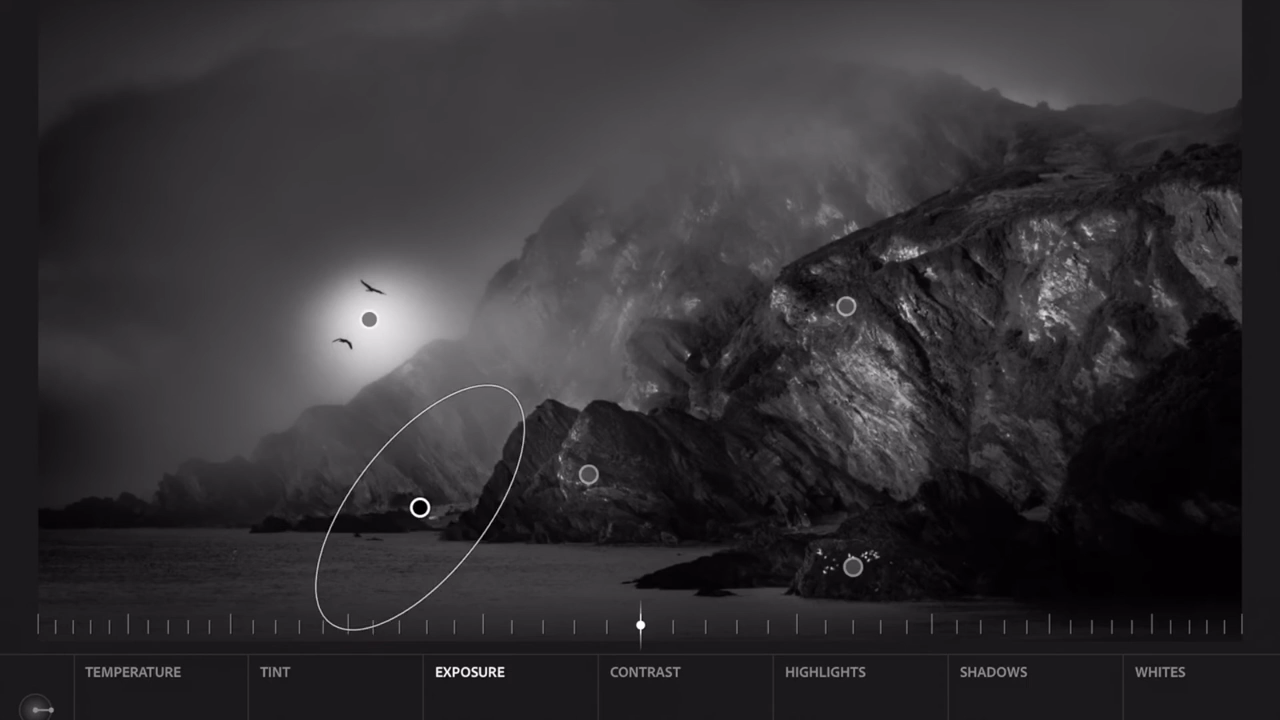 TEMPERATURE
TINT
EXPOSURE
CONTRAST
HIGHLIGHTS
SHADOWS
WHITES